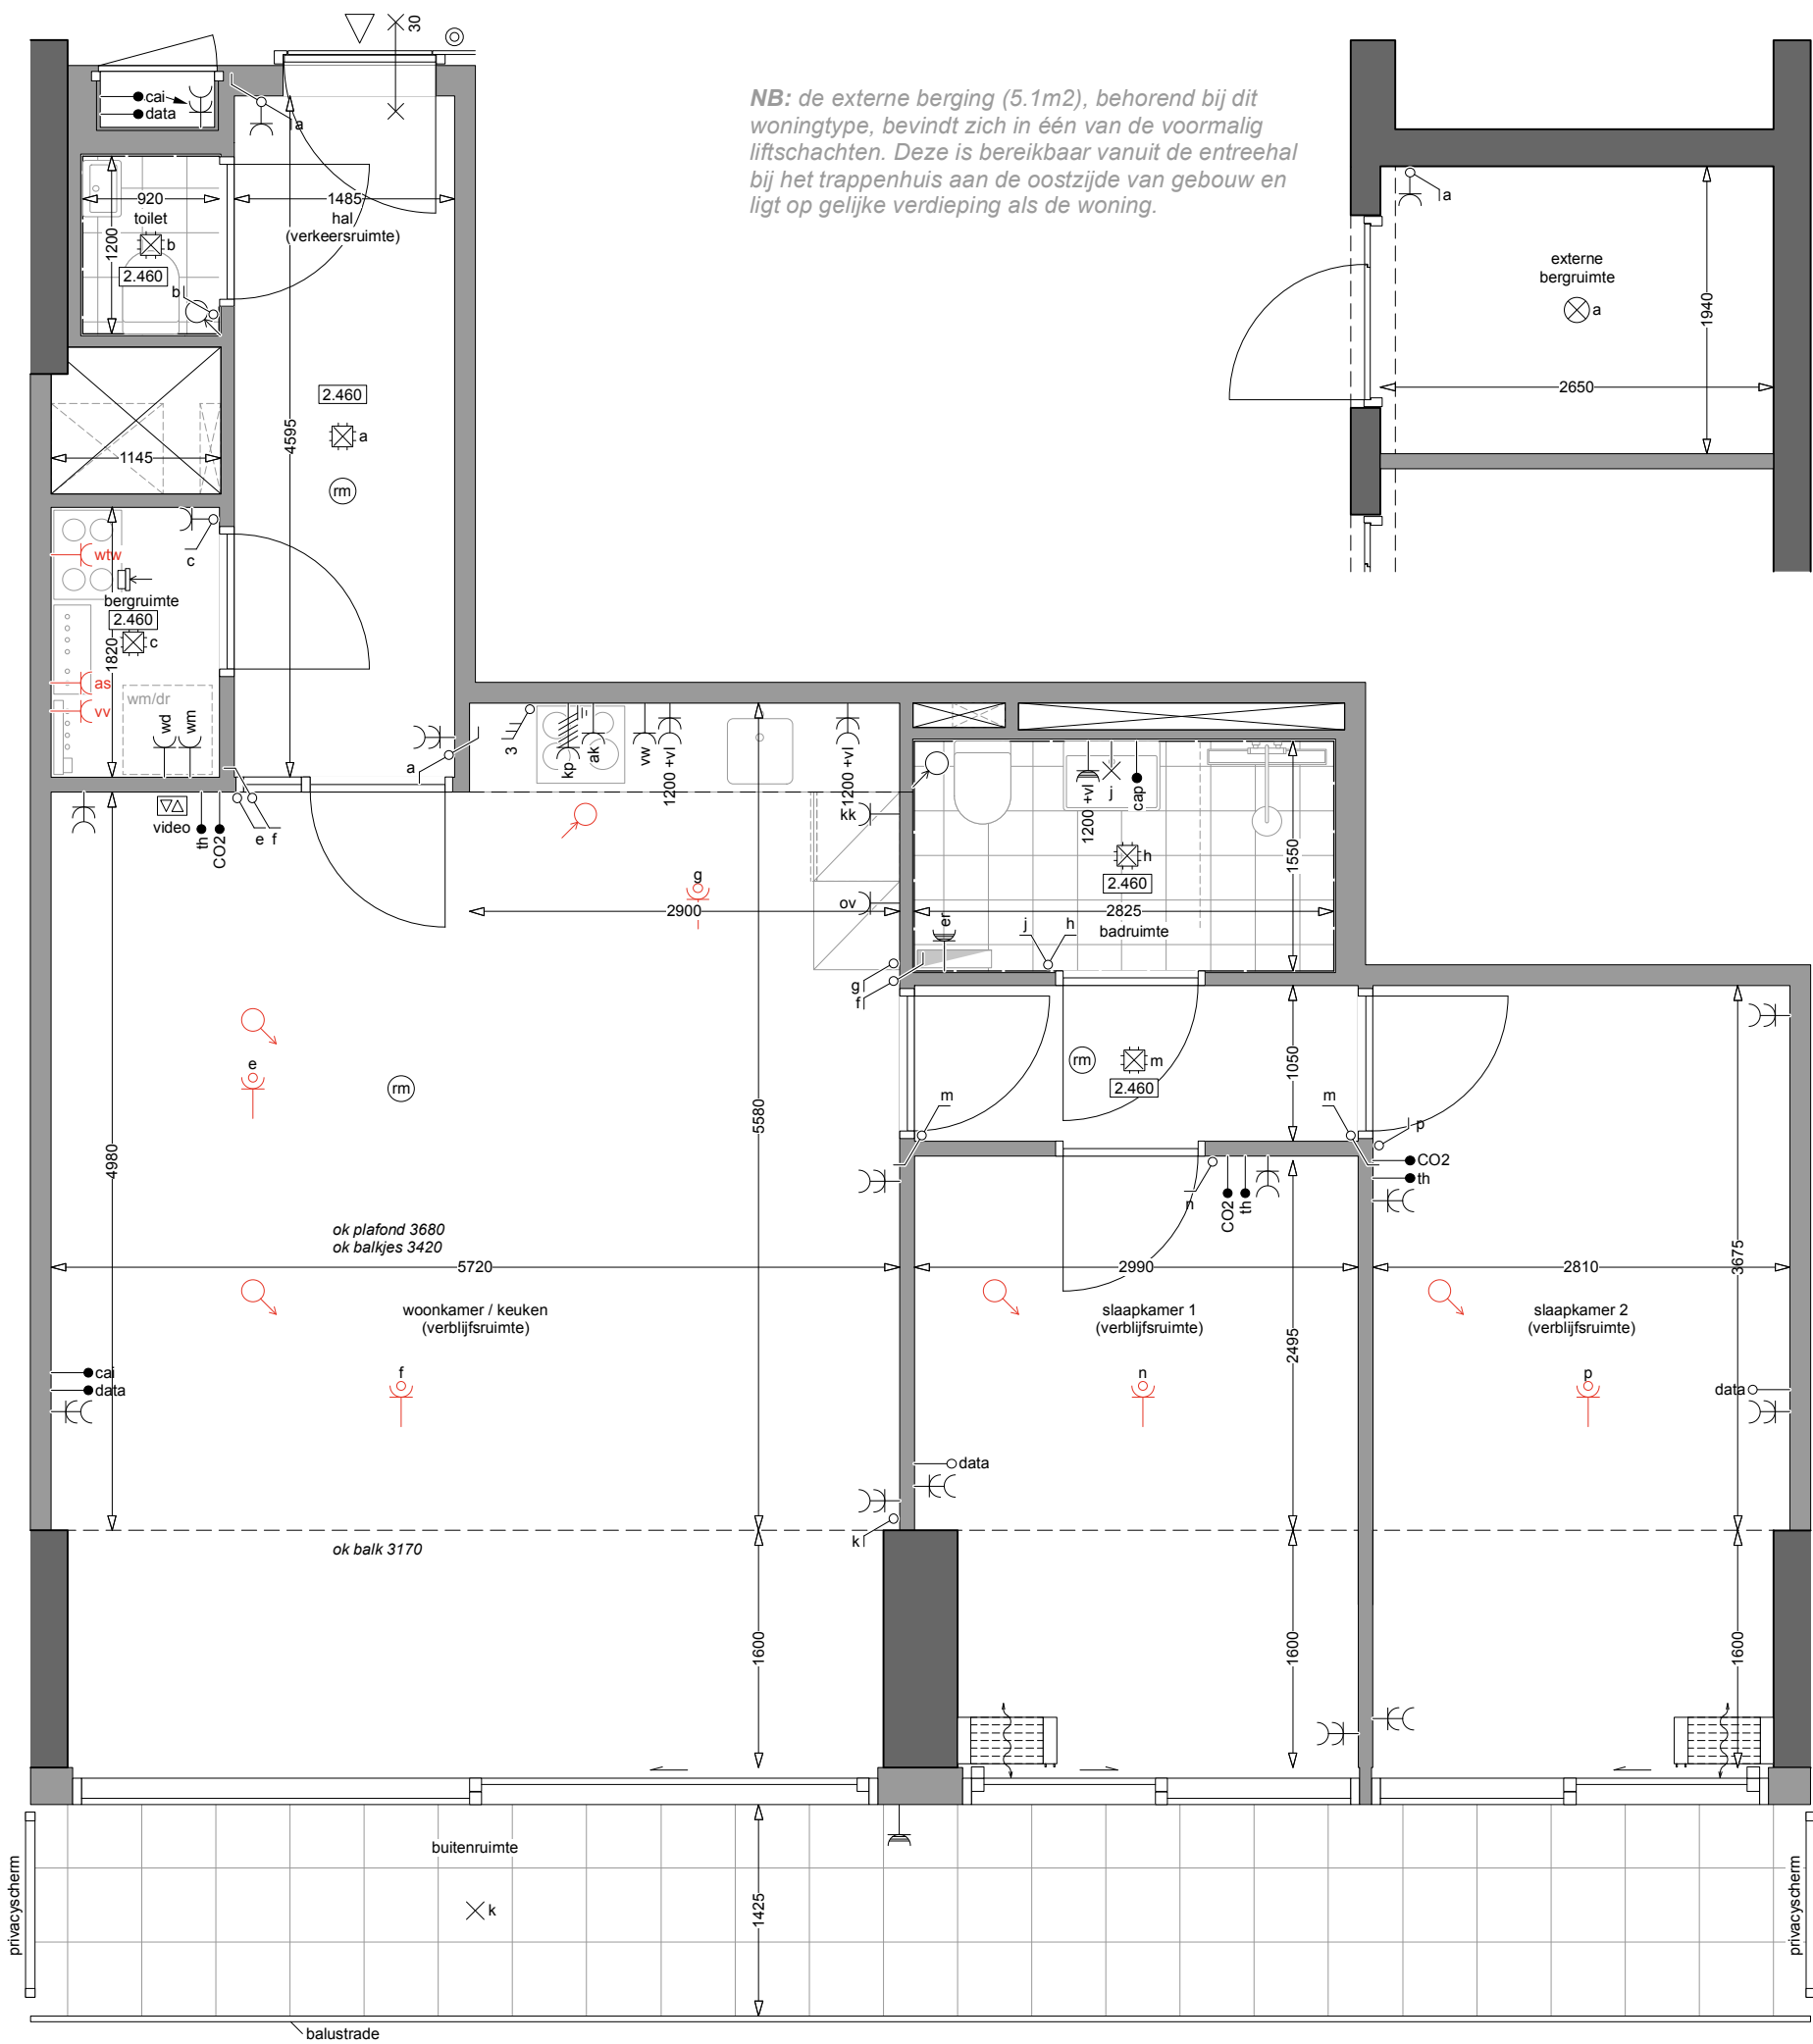 30
NB: de externe berging (5.1m2), behorend bij dit
woningtype, bevindt zich in één van de voormalig
liftschachten. Deze is bereikbaar vanuit de entreehal
bij het trappenhuis aan de oostzijde van gebouw en
ligt op gelijke verdieping als de woning.
cai
data
a
920
toilet
1200
b
2.460
b
1485
hal
(verkeersruimte)
4595
2.460
a
rm
1145
a
externe
bergruimte
a
1940
2650
wtw
c
bergruimte
2.460
c
1820
as
vv
wm/dr
wd
wm
a
3
kp
ak
vw
1200 +vl
1200 +vl
kk
ov
video
th
CO2
e
f
g
2900
g
f
1200 +vl
j
cap
h
2.460
1550
2825
badruimte
er
j
h
e
rm
5580
4980
m
rm
m
2.460
1050
m
p
CO2
th
n
CO2
th
ok plafond 3680
ok balkjes 3420
5720
2990
2810
3675
woonkamer / keuken
(verblijfsruimte)
slaapkamer 1
(verblijfsruimte)
slaapkamer 2
(verblijfsruimte)
2495
cai
data
f
n
p
data
data
k
ok balk 3170
1600
1600
1600
buitenruimte
k
1425
privacyscherm
privacyscherm
balustrade